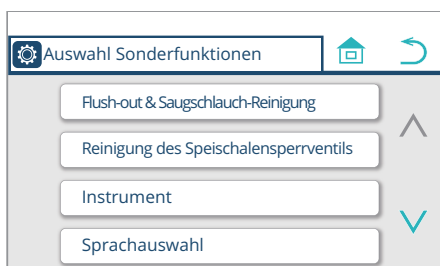 Auswahl Sonderfunktionen
Flush-out & Saugschlauch-Reinigung
Reinigung des Speischalensperrventils
Instrument
Sprachauswahl